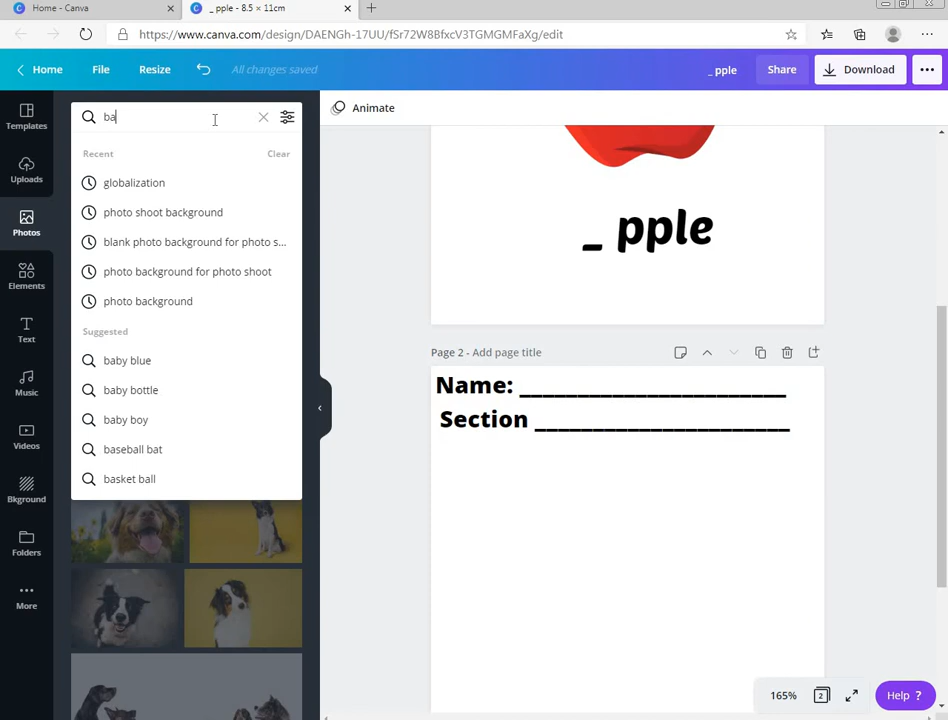 Home - Canva
_ pple - 8.5 × 11cm
https://www.canva.com/design/DAENGh-17UU/fSr72W8BfxcV3TGMGMFaXg/edit
Home
File
Resize
All changes saved
_ pple
Share
Download
Templates
Uploads
Photos
Elements
Text
Music
Videos
Bkground
Folders
More
ba
Recent
Clear
globalization
photo shoot background
blank photo background for photo s...
photo background for photo shoot
photo background
Suggested
baby blue
baby bottle
baby boy
baseball bat
basket ball
Animate
_ pple
Page 2 - Add page title
Name: ______________________
Section _____________________
165%
2
Help ?